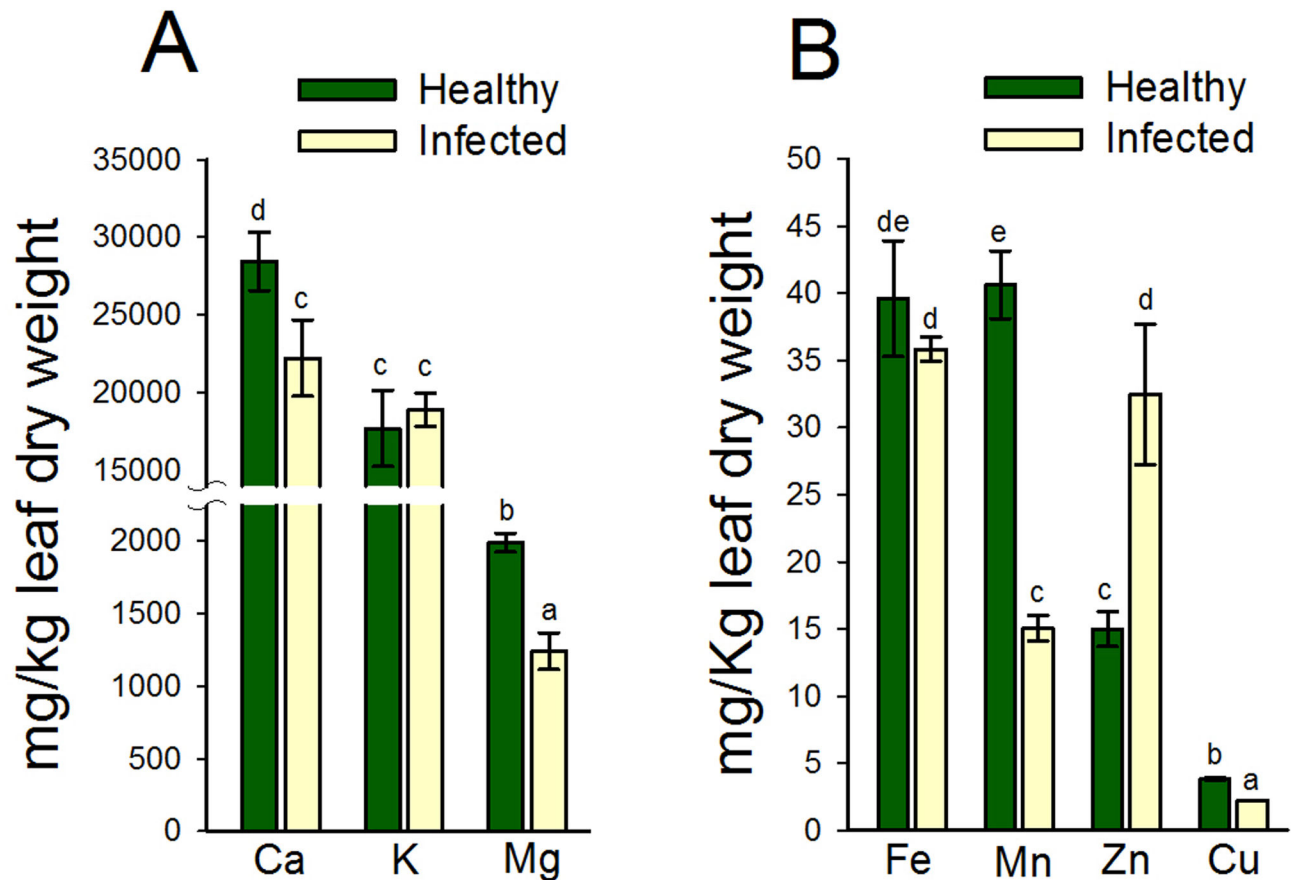 A
Healthy
Infected
mg/kg leaf dry weight
35000
30000
25000
20000
15000
2000
1500
1000
500
0
d
c
c
c
b
a
Ca K Mg
B
Healthy
Infected
mg/Kg leaf dry weight
50
45
40
35
30
25
20
15
10
5
0
de
d
e
c
c
d
b
a
Fe Mn Zn Cu